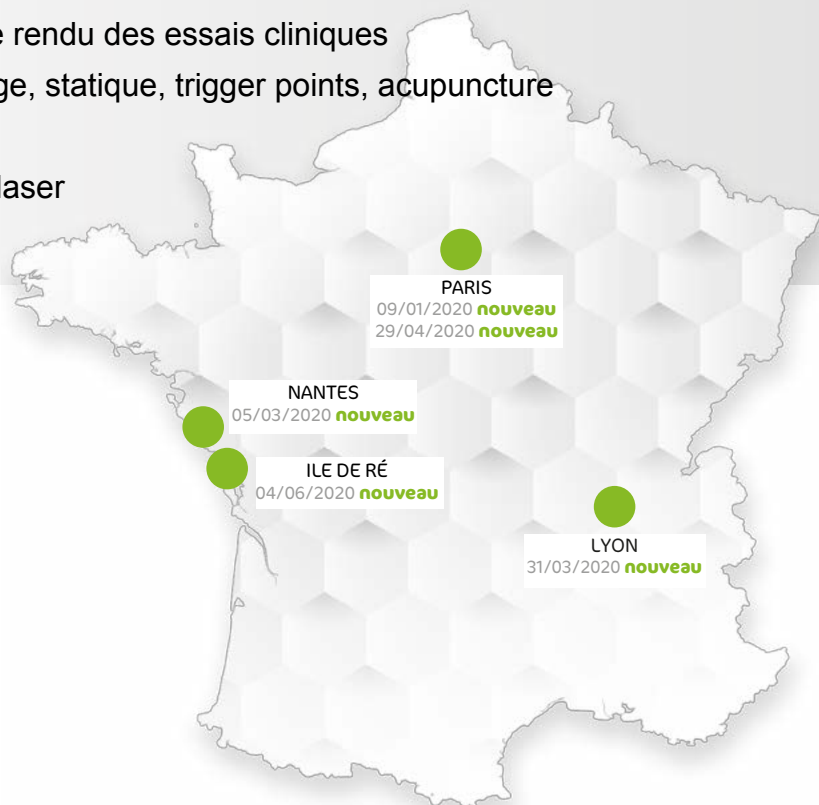 rendu des essais cliniques
statique, trigger points, acupuncture
laser
PARIS
09/01/2020 nouveau
29/04/2020 nouveau
NANTES
05/03/2020 nouveau
ILE DE RÉ
04/06/2020 nouveau
LYON
31/03/2020 nouveau